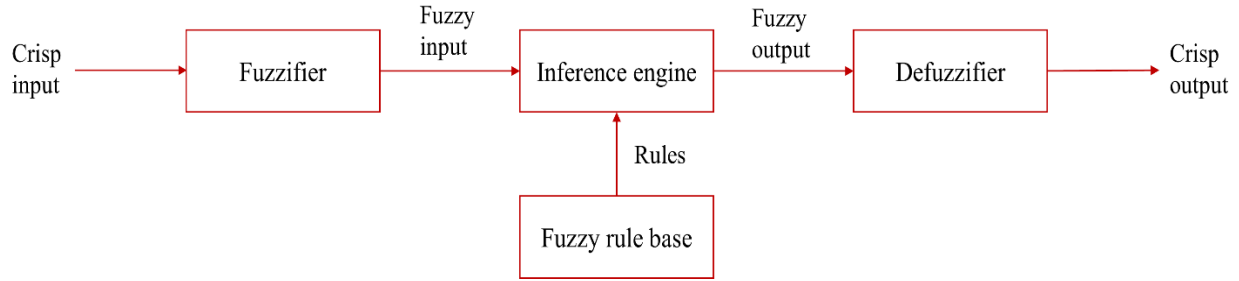 Crisp
input
Fuzzifier
Fuzzy
input
Inference engine
Fuzzy
output
Defuzzifier
Crisp
output
Rules
Fuzzy rule base